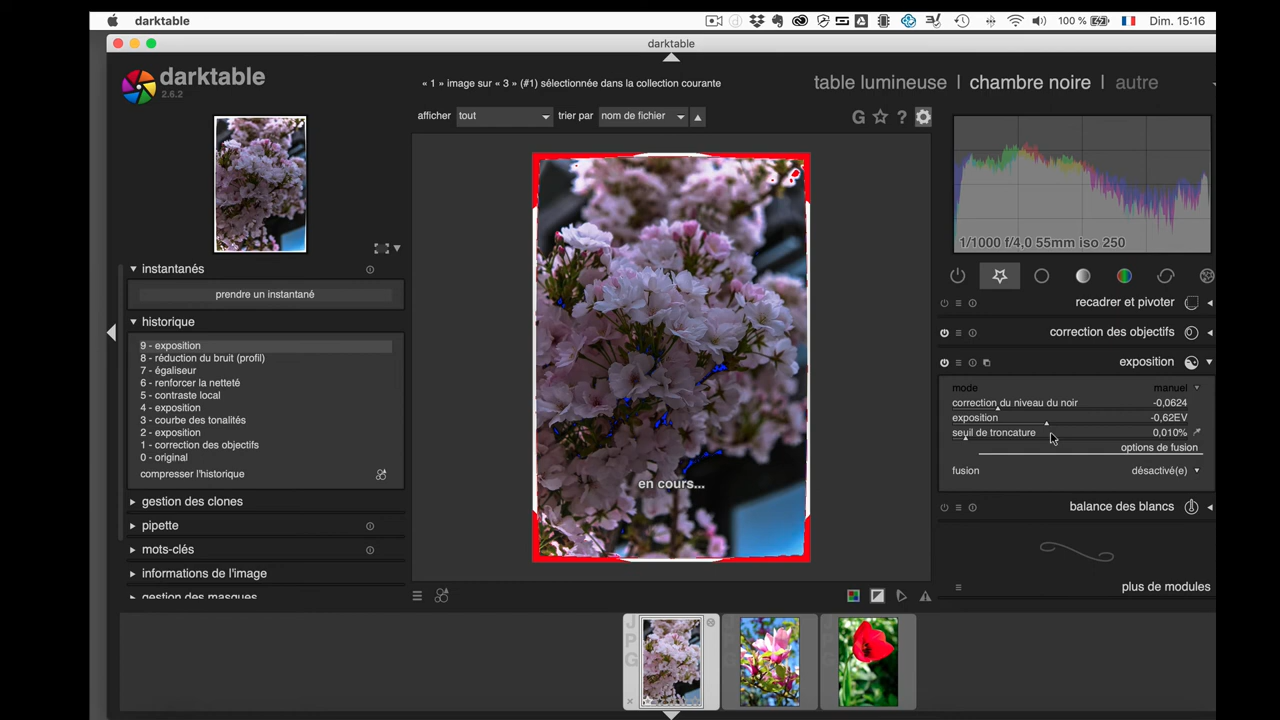 darktable
100 %
Dim. 15:16
darktable
darktable
2.6.2
« 1 » image sur « 3 » (#1) sélectionnée dans la collection courante
table lumineuse | chambre noire | autre
afficher tout trier par nom de fichier
G ?
1/1000 f/4,0 55mm iso 250
instantanés
prendre un instantané
historique
9 - exposition
8 - réduction du bruit (profil)
7 - égaliseur
6 - renforcer la netteté
5 - contraste local
4 - exposition
3 - courbe des tonalités
2 - exposition
1 - correction des objectifs
0 - original
compresser l'historique
gestion des clones
pipette
mots-clés
informations de l'image
gestion des masques
en cours...
recadrer et pivoter
correction des objectifs
exposition
mode manuel
correction du niveau du noir -0,0624
exposition -0,62EV
seuil de troncature 0,010%
options de fusion
fusion désactivé(e)
balance des blancs
plus de modules
JPG
JPG
JPG